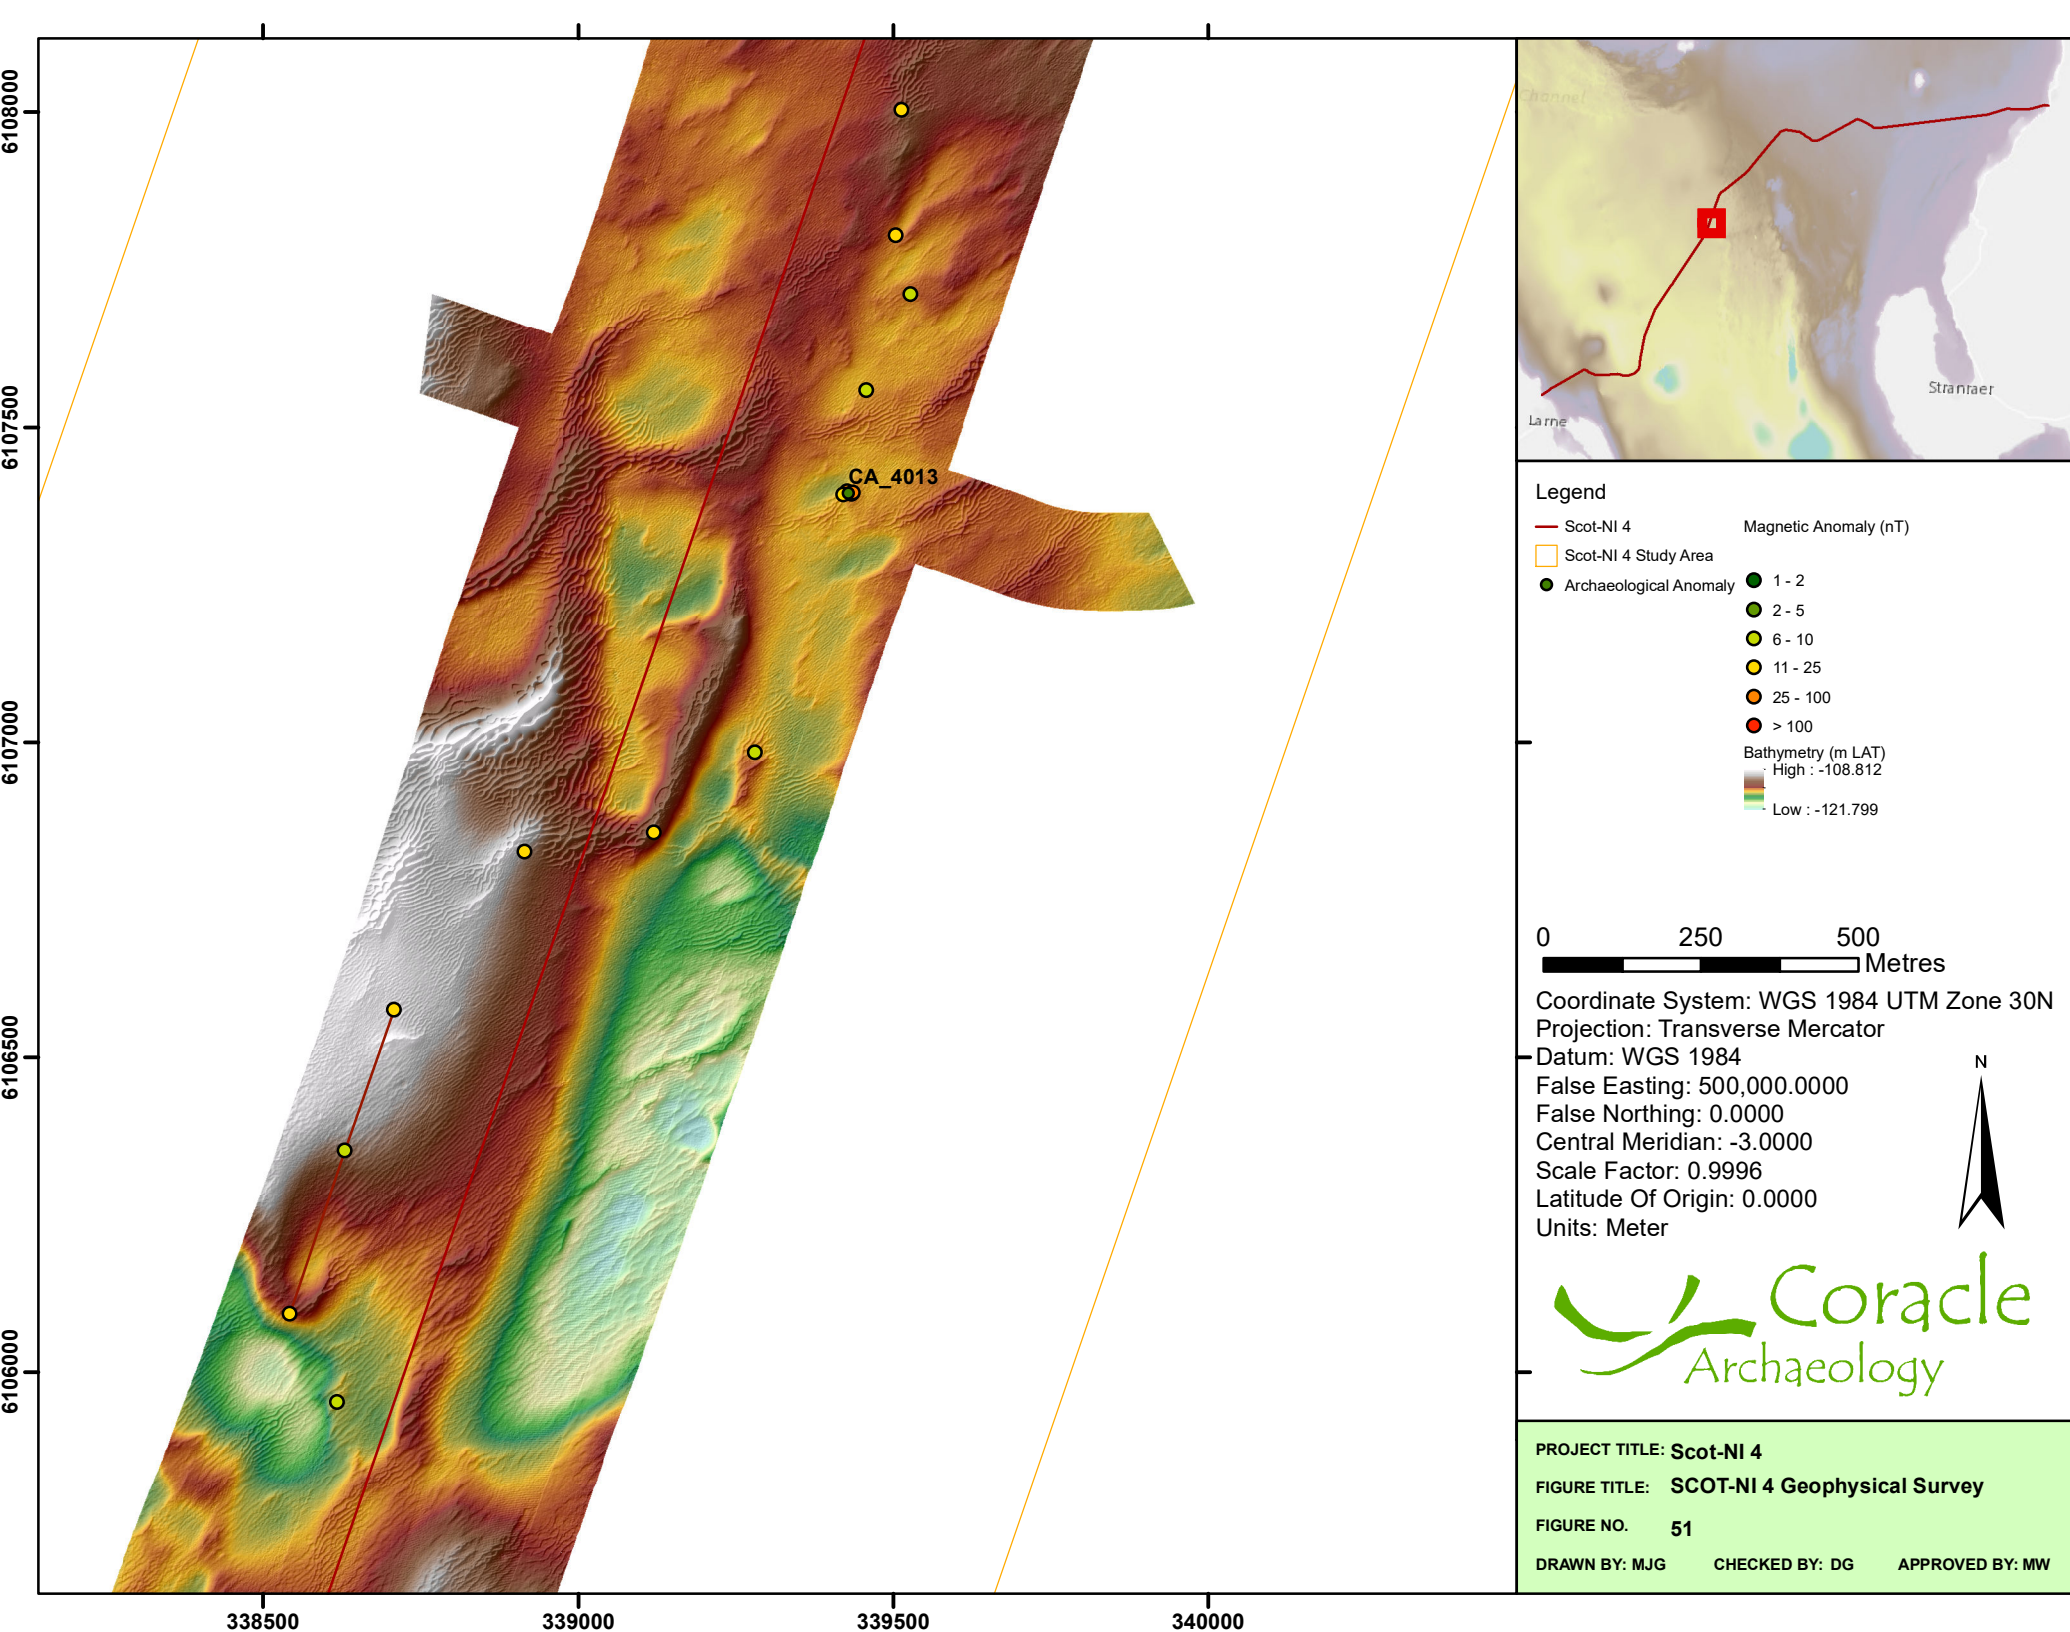 6108000
6107500
6107000
6106500
6106000
338500
339000
339500
340000
CA_4013
Channel
Larne
Stranraer
Legend
Scot-NI 4
Scot-NI 4 Study Area
Archaeological Anomaly
Magnetic Anomaly (nT)
1 - 2
2 - 5
6 - 10
11 - 25
25 - 100
> 100
Bathymetry (m LAT)
High : -108.812
Low : -121.799
0 250 500
Metres
Coordinate System: WGS 1984 UTM Zone 30N
Projection: Transverse Mercator
Datum: WGS 1984
False Easting: 500,000.0000
False Northing: 0.0000
Central Meridian: -3.0000
Scale Factor: 0.9996
Latitude Of Origin: 0.0000
Units: Meter
N
Coracle
Archaeology
PROJECT TITLE: Scot-NI 4
FIGURE TITLE: SCOT-NI 4 Geophysical Survey
FIGURE NO. 51
DRAWN BY: MJG CHECKED BY: DG APPROVED BY: MW